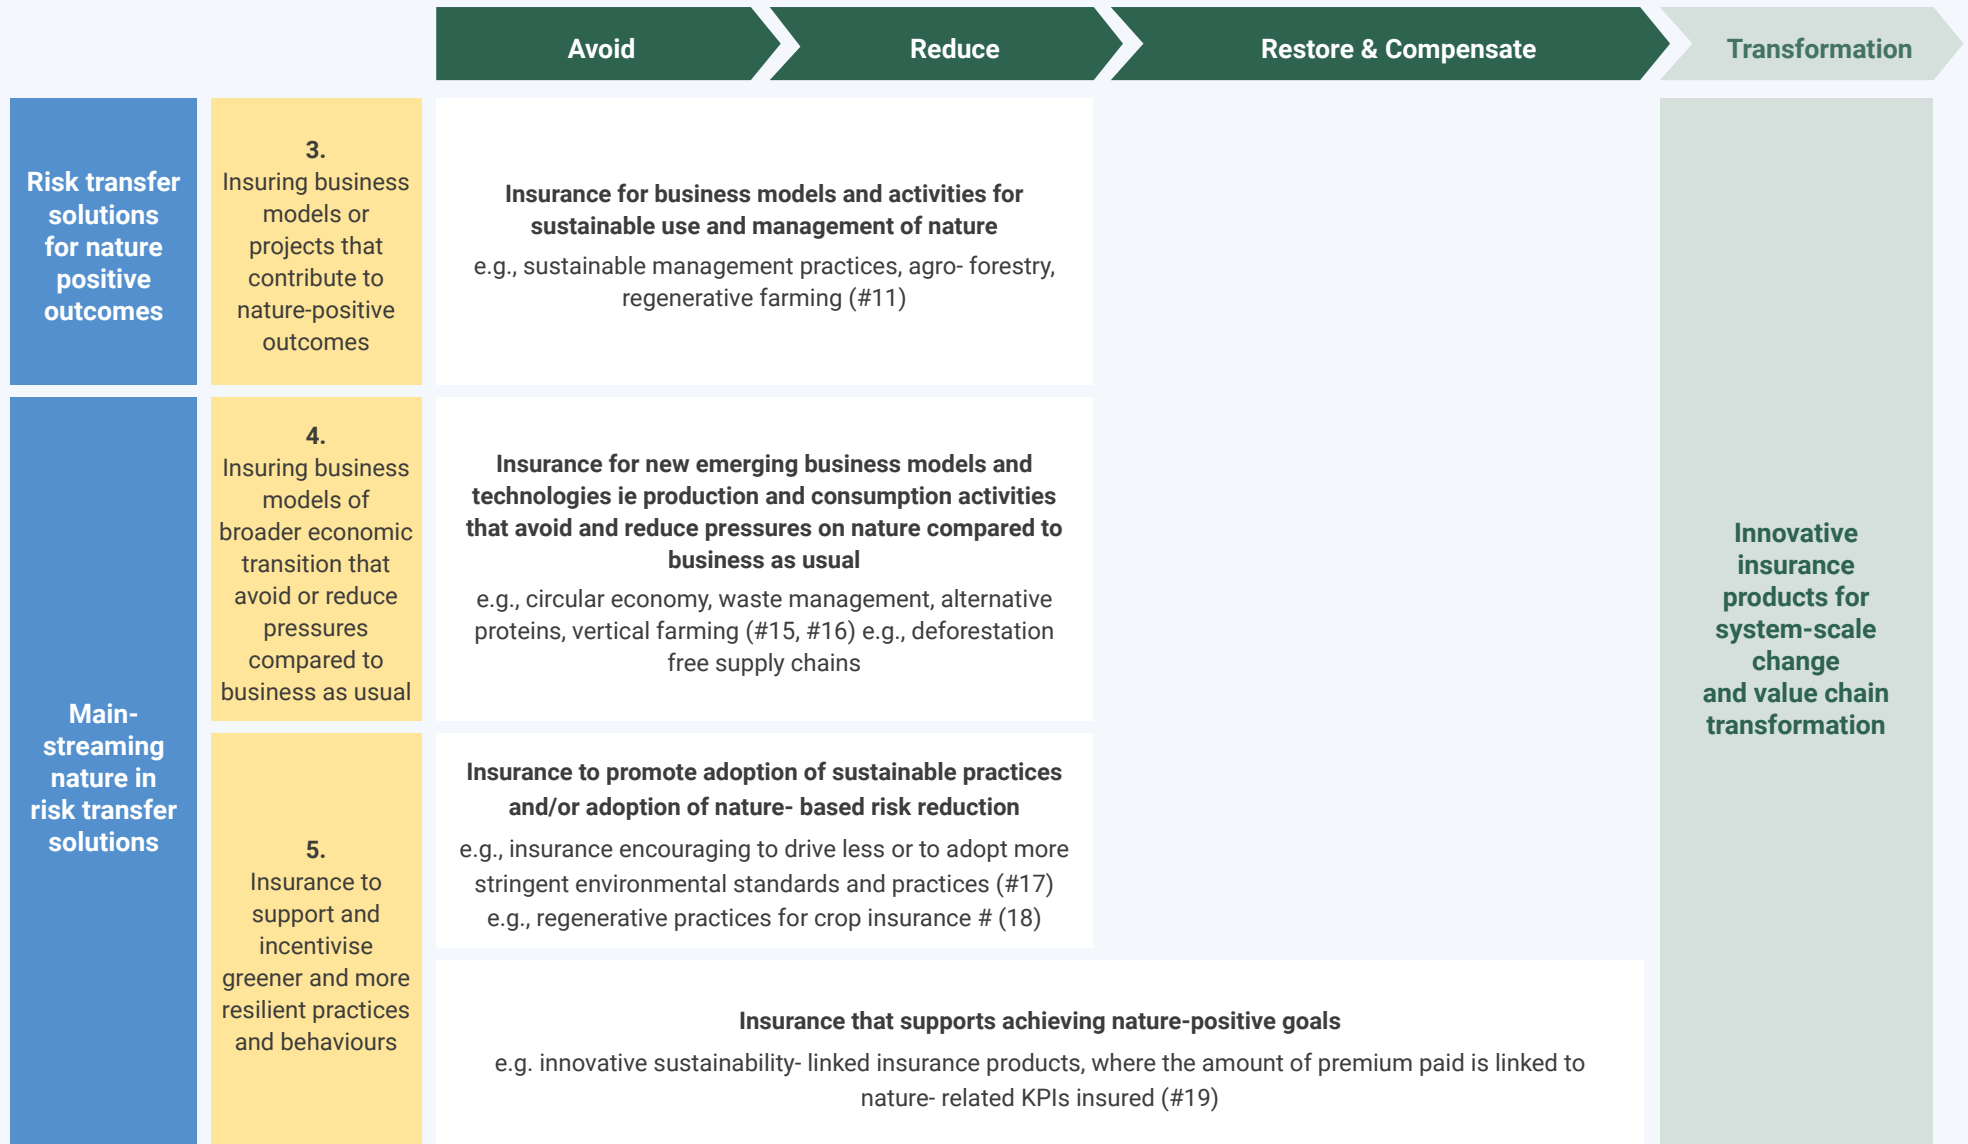 Avoid
Reduce
Restore & Compensate
Transformation
Risk transfer
solutions
for nature
positive
outcomes
3.
Insuring business
models or
projects that
contribute to
nature-positive
outcomes
Insurance for business models and activities for
sustainable use and management of nature
e.g., sustainable management practices, agro- forestry,
regenerative farming (#11)
Main-
streaming
nature in
risk transfer
solutions
4.
Insuring business
models of
broader economic
transition that
avoid or reduce
pressures
compared to
business as usual
Insurance for new emerging business models and
technologies ie production and consumption activities
that avoid and reduce pressures on nature compared to
business as usual
e.g., circular economy, waste management, alternative
proteins, vertical farming (#15, #16) e.g., deforestation
free supply chains
5.
Insurance to
support and
incentivise
greener and more
resilient practices
and behaviours
Insurance to promote adoption of sustainable practices
and/or adoption of nature- based risk reduction
e.g., insurance encouraging to drive less or to adopt more
stringent environmental standards and practices (#17)
e.g., regenerative practices for crop insurance # (18)
Insurance that supports achieving nature-positive goals
e.g. innovative sustainability- linked insurance products, where the amount of premium paid is linked to
nature- related KPIs insured (#19)
Innovative
insurance
products for
system-scale
change
and value chain
transformation